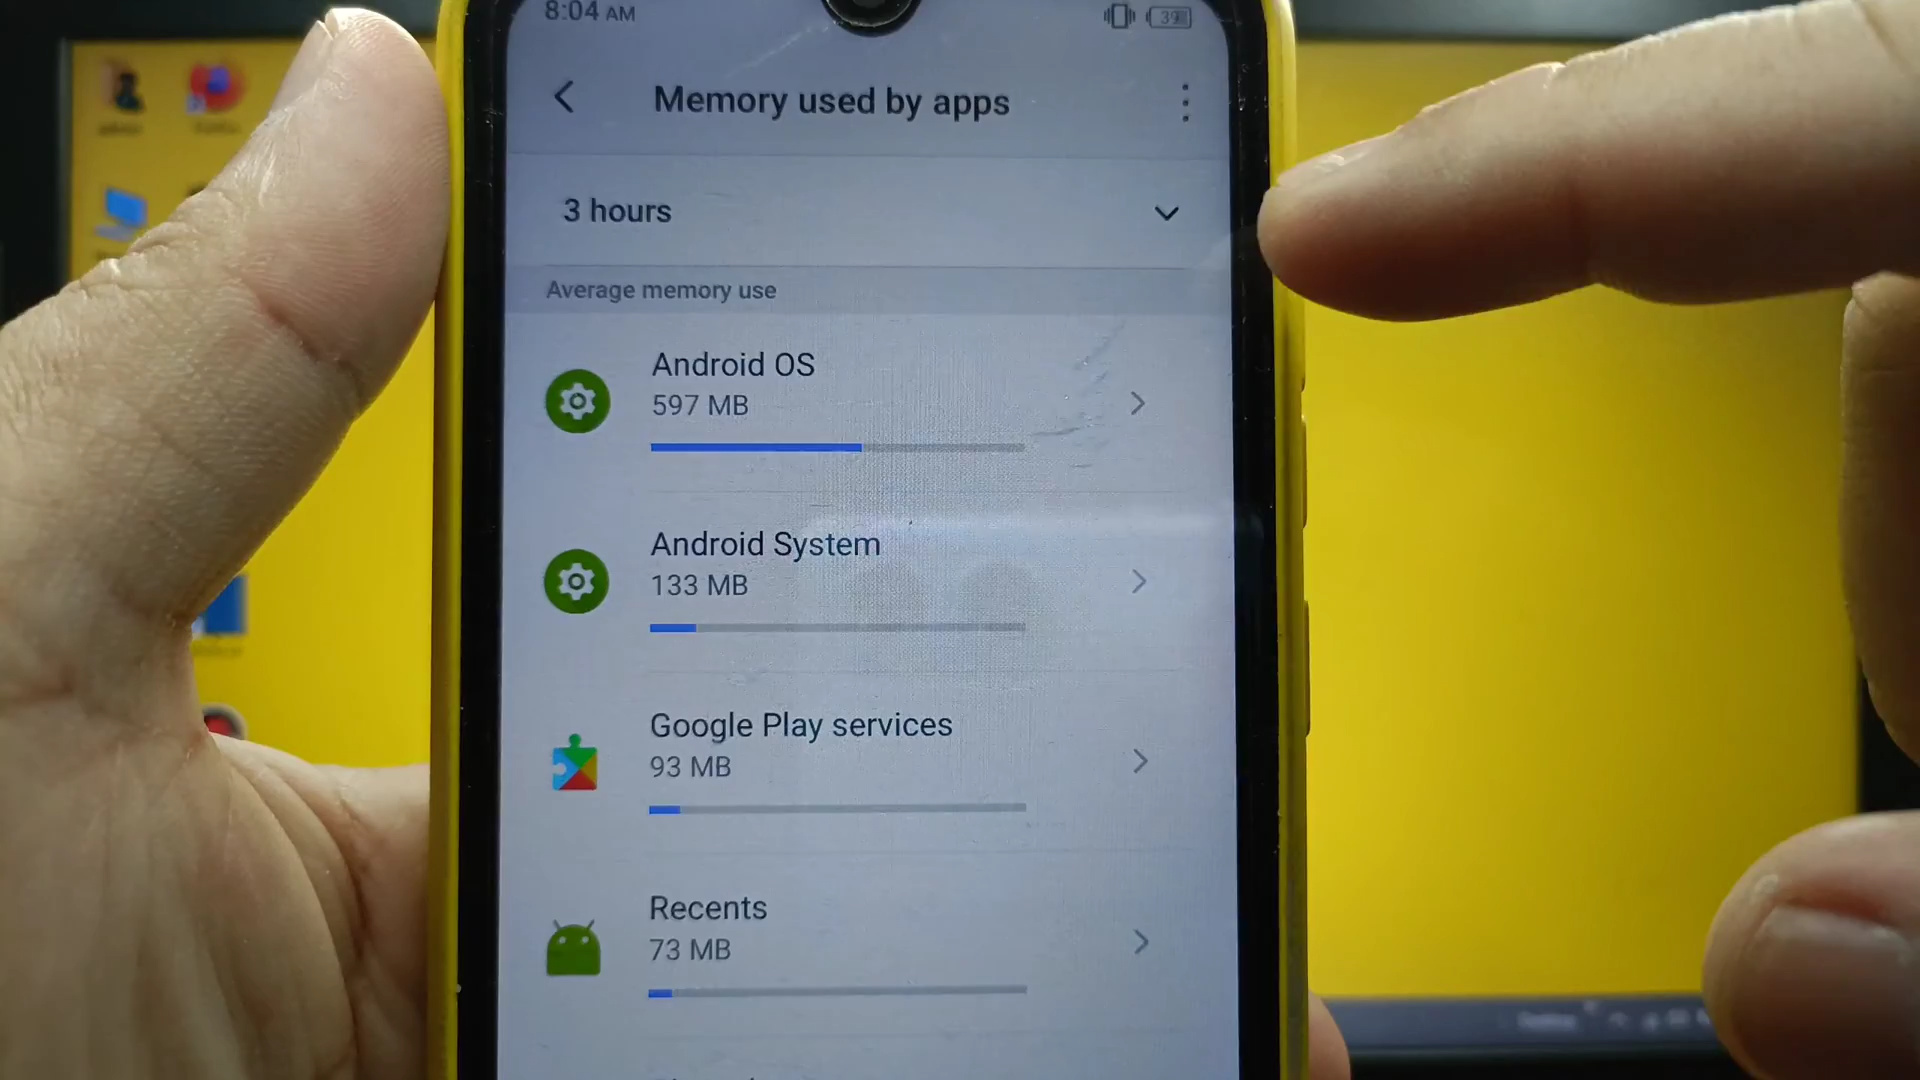 8:04 AM
39
Memory used by apps
3 hours
Average memory use
Android OS
597 MB
Android System
133 MB
Google Play services
93 MB
Recents
73 MB